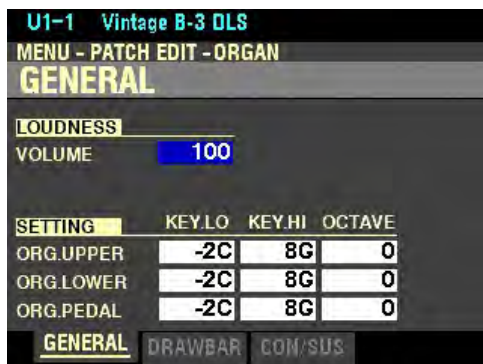 U1-1 Vintage B-3 DLS
MENU - PATCH EDIT -ORGAN
GENERAL
LOUDNESS
VOLUME 100
SETTING KEY.LO KEY.HI OCTAVE
ORG.UPPER -2C 8G 0
ORG.LOWER -2C 8G 0
ORG.PEDAL -2C 8G 0
GENERAL DRAWBAR CON/SUS